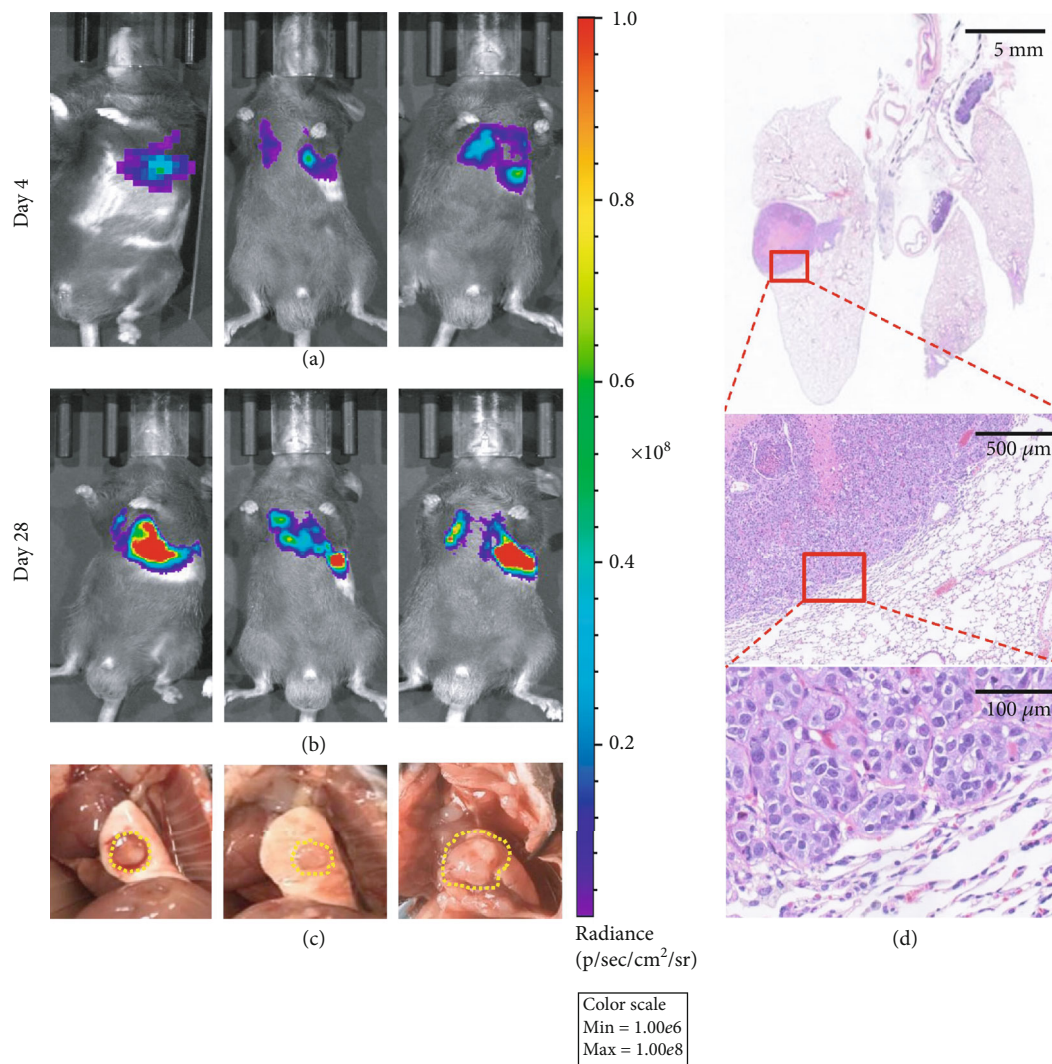 Day 4
(a)
Day 28
(b)
(c)
1.0
0.8
0.6
×10⁸
0.4
0.2
Radiance
(p/sec/cm²/sr)
Color scale
Min = 1.00e6
Max = 1.00e8
5 mm
500 μm
100 μm
(d)